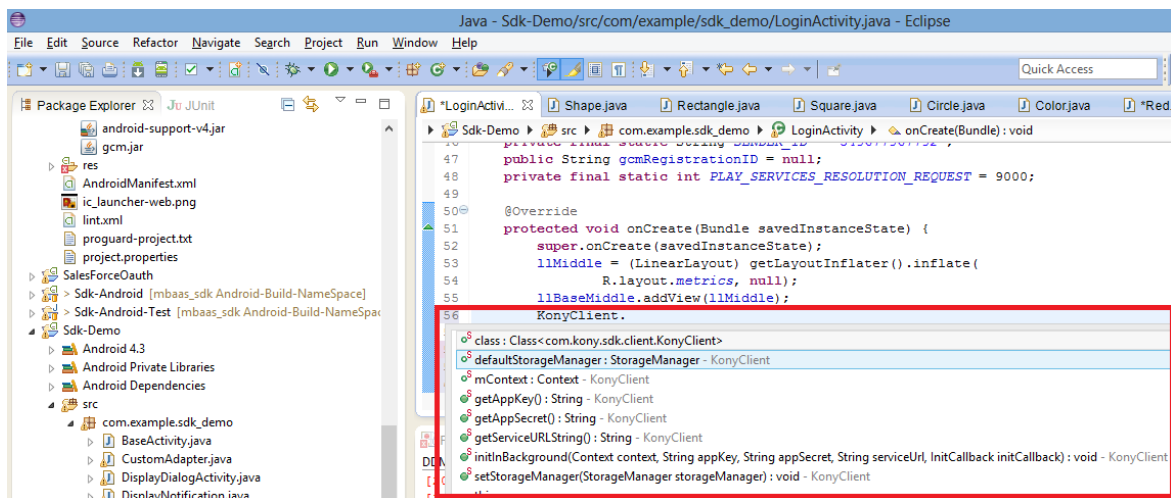 Java - Sdk-Demo/src/com/example/sdk_demo/LoginActivity.java - Eclipse
File Edit Source Refactor Navigate Search Project Run Window Help
Quick Access
Package Explorer JUnit
android-support-v4.jar
gcm.jar
res
AndroidManifest.xml
ic_launcher-web.png
lint.xml
proguard-project.txt
project.properties
SalesForceOauth
> Sdk-Android [mbaas_sdk Android-Build-NameSpace]
> Sdk-Android-Test [mbaas_sdk Android-Build-NameSpac
Sdk-Demo
Android 4.3
Android Private Libraries
Android Dependencies
src
com.example.sdk_demo
BaseActivity.java
CustomAdapter.java
DisplayDialogActivity.java
DisplayNotification.java
*LoginActivi... Shape.java Rectangle.java Square.java Circle.java Color.java *Red.
Sdk-Demo src com.example.sdk_demo LoginActivity onCreate(Bundle) : void
private final static String SENDER_ID
47 public String gcmRegistrationID = null;
48 private final static int PLAY_SERVICES_RESOLUTION_REQUEST = 9000;
49
50 @Override
51 protected void onCreate(Bundle savedInstanceState) {
52 super.onCreate(savedInstanceState);
53 llMiddle = (LinearLayout) getLayoutInflater().inflate(
54 R.layout.metrics, null);
55 llBaseMiddle.addView(llMiddle);
56 KonyClient.
class : Class<com.kony.sdk.client.KonyClient>
defaultStorageManager : StorageManager - KonyClient
mContext : Context - KonyClient
getAppKey() : String - KonyClient
getAppSecret() : String - KonyClient
getServiceURLString() : String - KonyClient
initInBackground(Context context, String appKey, String appSecret, String serviceUrl, InitCallback initCallback) : void - KonyClient
setStorageManager(StorageManager storageManager) : void - KonyClient